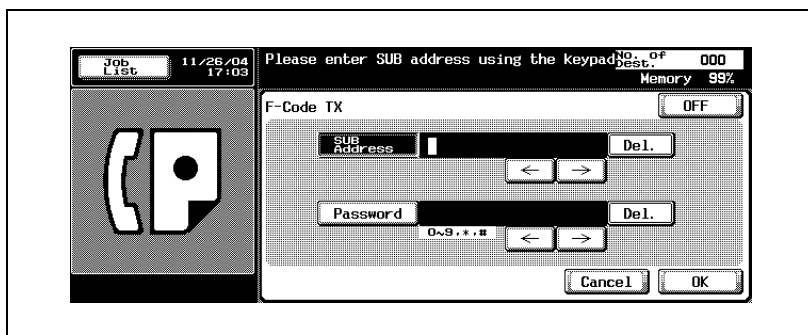 Job List
11/26/04
17:03
Please enter SUB address using the keypad
No. of Dest.
000
Memory 99%
F-Code TX
OFF
SUB Address
Del.
← →
Password
Del.
0~9,*,#
← →
Cancel
OK